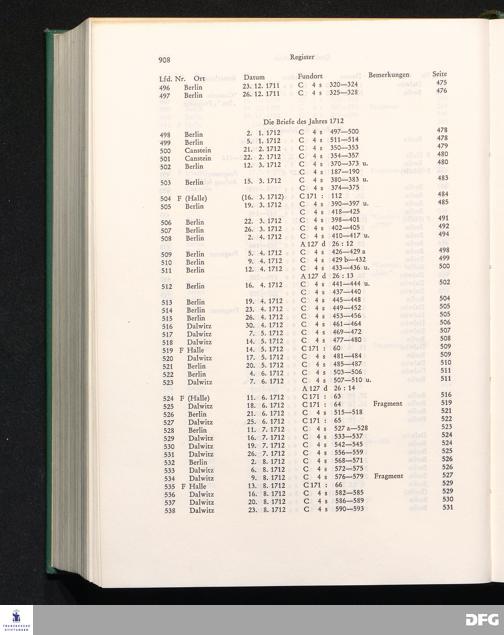 908 Register
Lfd. Nr. Ort Datum Fundort Bemerkungen Seite
496 Berlin 23. 12. 1711 C 4 s 320—324 475
497 Berlin 26. 12. 1711 C 4 s 325—328 476
Die Briefe des Jahres 1712
498 Berlin 2. 1. 1712 C 4 s 497—500 478
499 Berlin 5. 1. 1712 C 4 s 511—514 478
500 Canstein 21. 2. 1712 C 4 s 350—353 479
501 Canstein 22. 2. 1712 C 4 s 354—357 480
502 Berlin 12. 3. 1712 C 4 s 370—373 u. 480
C 4 s 187—190
503 Berlin 15. 3. 1712 C 4 s 380—383 u. 483
C 4 s 374—375
504 F (Halle) (16. 3. 1712) C 171 : 112 484
505 Berlin 19. 3. 1712 C 4 s 390—397 u. 485
C 4 s 418—425
506 Berlin 22. 3. 1712 C 4 s 398—401 491
507 Berlin 26. 3. 1712 C 4 s 402—405 492
508 Berlin 2. 4. 1712 C 4 s 410—417 u. 494
A 127 d 26 : 12
509 Berlin 5. 4. 1712 C 4 s 426—429 a 498
510 Berlin 9. 4. 1712 C 4 s 429 b—432 499
511 Berlin 12. 4. 1712 C 4 s 433—436 u. 500
A 127 d 26 : 13
512 Berlin 16. 4. 1712 C 4 s 441—444 u. 502
C 4 s 437—440
513 Berlin 19. 4. 1712 C 4 s 445—448 504
514 Berlin 23. 4. 1712 C 4 s 449—452 505
515 Berlin 26. 4. 1712 C 4 s 453—456 505
516 Dalwitz 30. 4. 1712 C 4 s 461—464 506
517 Dalwitz 7. 5. 1712 C 4 s 469—472 507
518 Dalwitz 14. 5. 1712 C 4 s 477—480 508
519 F Halle 14. 5. 1712 C 171 : 60 509
520 Dalwitz 17. 5. 1712 C 4 s 481—484 509
521 Berlin 20. 5. 1712 C 4 s 485—487 510
522 Berlin 4. 6. 1712 C 4 s 503—506 511
523 Dalwitz 7. 6. 1712 C 4 s 507—510 u. 511
A 127 d 26 : 14
524 F (Halle) 11. 6. 1712 C 171 : 63 516
525 Dalwitz 18. 6. 1712 C 171 : 64 Fragment 519
526 Berlin 21. 6. 1712 C 4 s 515—518 521
527 Dalwitz 25. 6. 1712 C 171 : 65 522
528 Berlin 11. 7. 1712 C 4 s 527 a—528 523
529 Dalwitz 16. 7. 1712 C 4 s 533—537 524
530 Dalwitz 19. 7. 1712 C 4 s 542—545 524
531 Dalwitz 26. 7. 1712 C 4 s 556—559 525
532 Berlin 2. 8. 1712 C 4 s 568—571 526
533 Dalwitz 6. 8. 1712 C 4 s 572—575 526
534 Dalwitz 9. 8. 1712 C 4 s 576—579 Fragment 527
535 F Halle 13. 8. 1712 C 171 : 66 529
536 Dalwitz 16. 8. 1712 C 4 s 582—585 529
537 Dalwitz 20. 8. 1712 C 4 s 586—589 530
538 Dalwitz 23. 8. 1712 C 4 s 590—593 531
FRANCKESCHE STIFTUNGEN
DFG